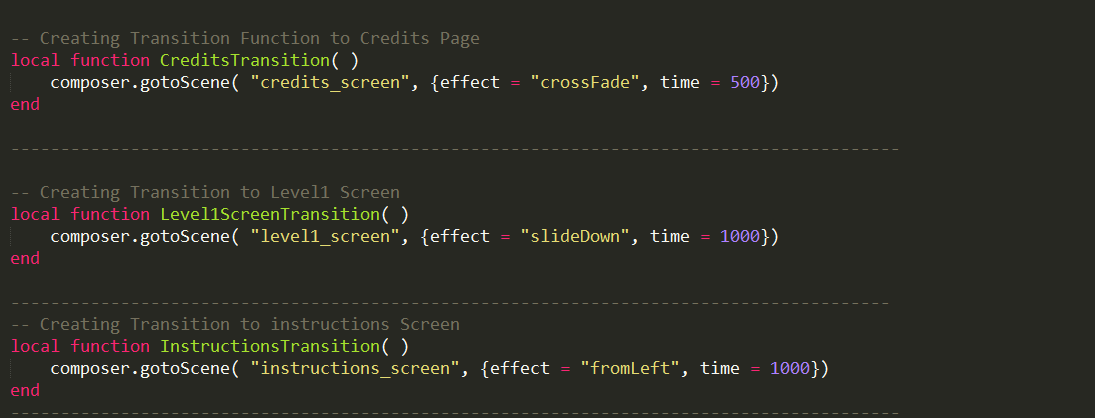 -- Creating Transition Function to Credits Page
local function CreditsTransition( )
    composer.gotoScene( "credits_screen", {effect = "crossFade", time = 500})
end
-----------------------------------------------------------------------------------------
-- Creating Transition to Level1 Screen
local function Level1ScreenTransition( )
    composer.gotoScene( "level1_screen", {effect = "slideDown", time = 1000})
end
----------------------------------------------------------------------------------------
-- Creating Transition to instructions Screen
local function InstructionsTransition( )
    composer.gotoScene( "instructions_screen", {effect = "fromLeft", time = 1000})
end
-----------------------------------------------------------------------------------------